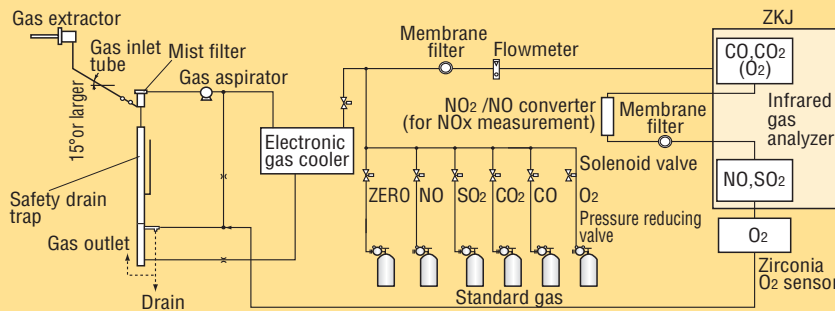 Gas extractor
Gas inlet
tube
Mist filter
Gas aspirator
15°or larger
Safety drain
trap
Gas outlet
Drain
Electronic
gas cooler
Membrane
filter
Flowmeter
NO2 /NO converter
(for NOx measurement)
Membrane
filter
Solenoid valve
ZERO
NO
SO2
CO2
CO
O2
Pressure reducing
valve
Standard gas
ZKJ
CO,CO2
(O2)
Infrared
gas
analyzer
NO,SO2
O2
Zirconia
O2 sensor